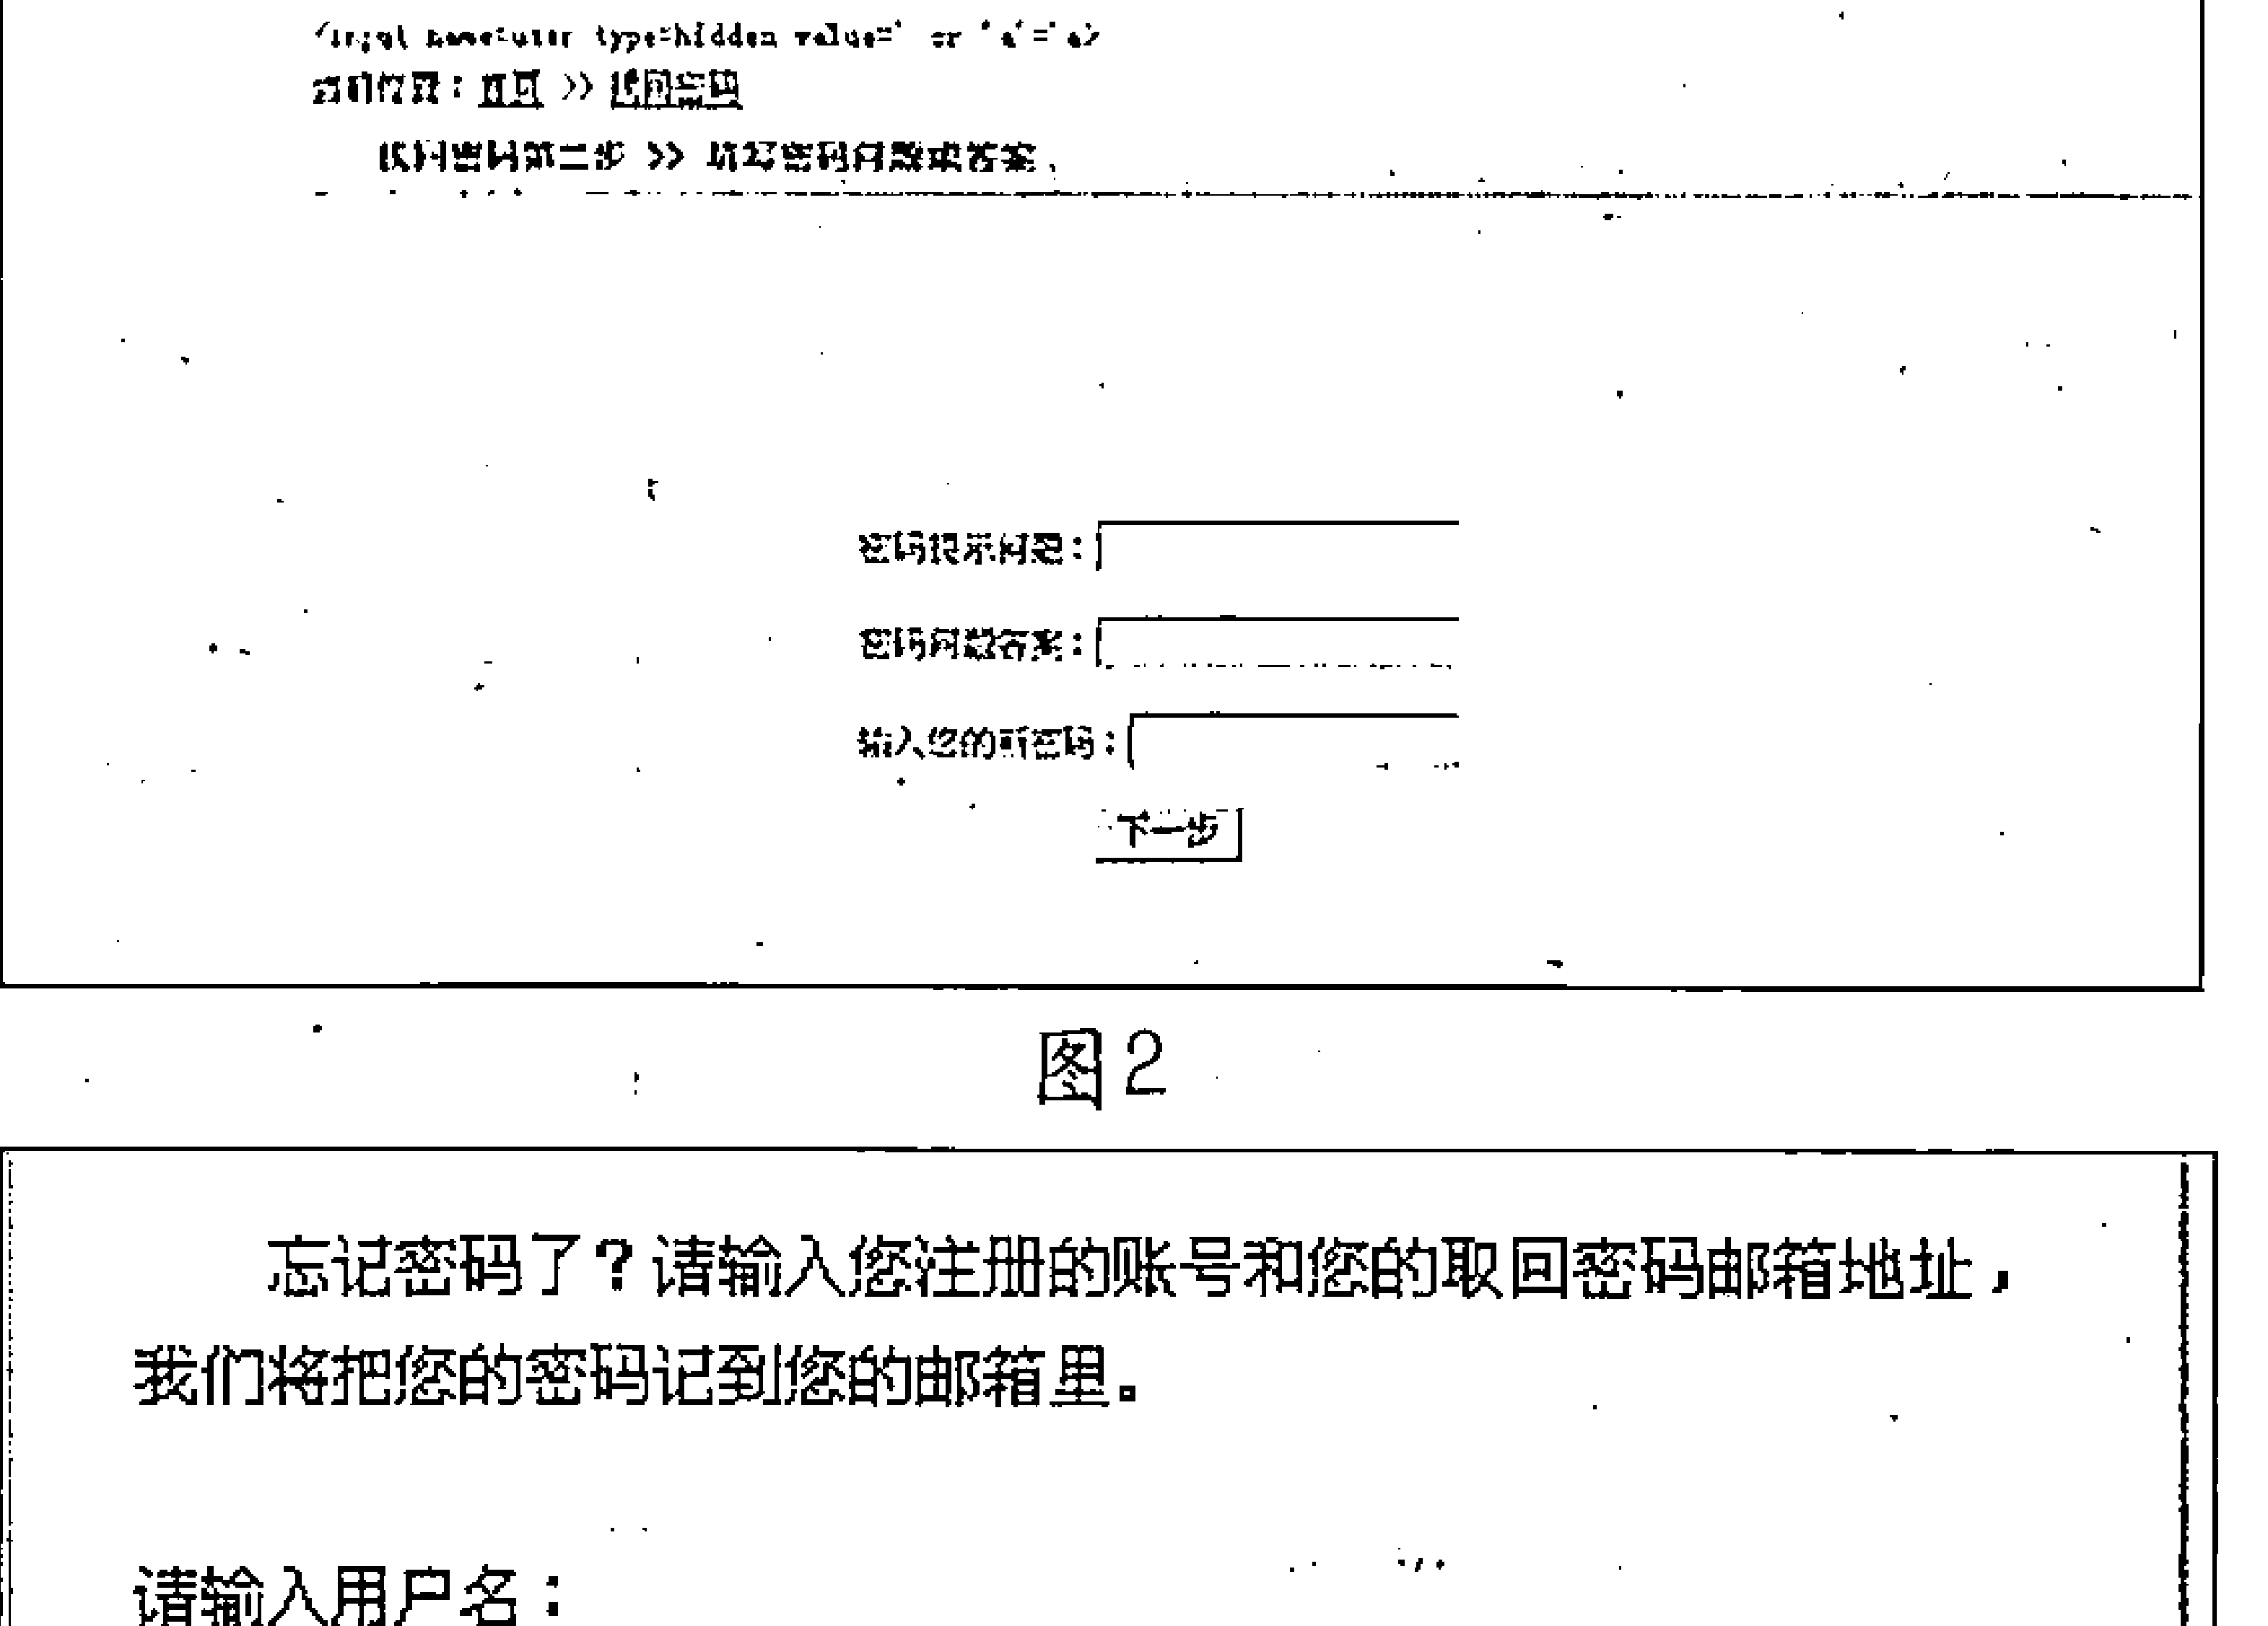 <input name=user type=hidden value=' or 'a'='a>
当前位置：首页 >> 找回密码
取回密码第二步 >> 填写密码问题或答案
密码提示问题：
密码问题答案：
输入您的新密码：
下一步
图2
忘记密码了？请输入您注册的账号和您的取回密码邮箱地址，
我们将把您的密码记到您的邮箱里。
请输入用户名：